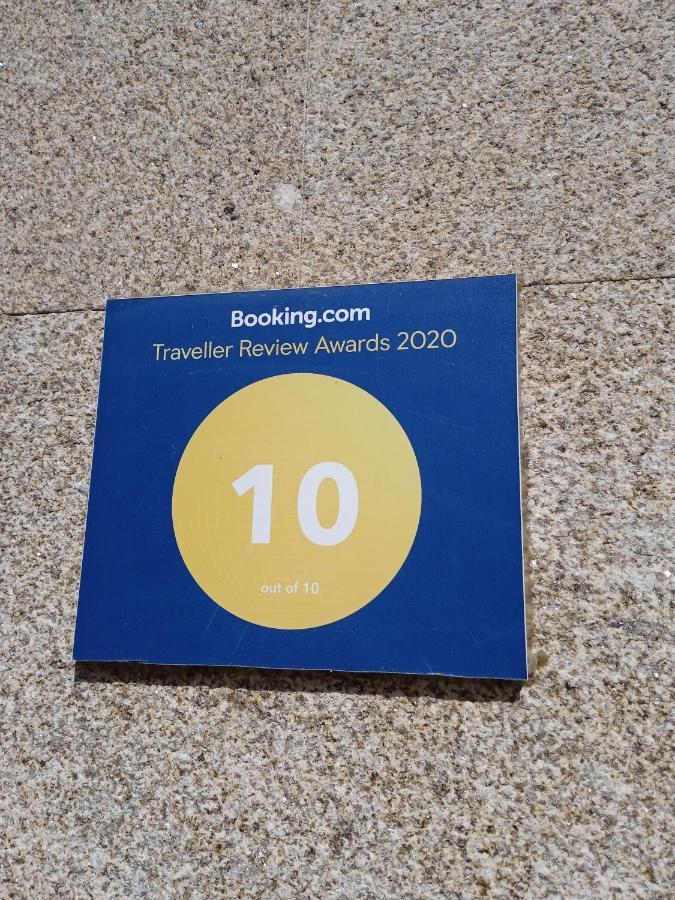 Booking.com
Traveller Review Awards 2020
10
out of 10